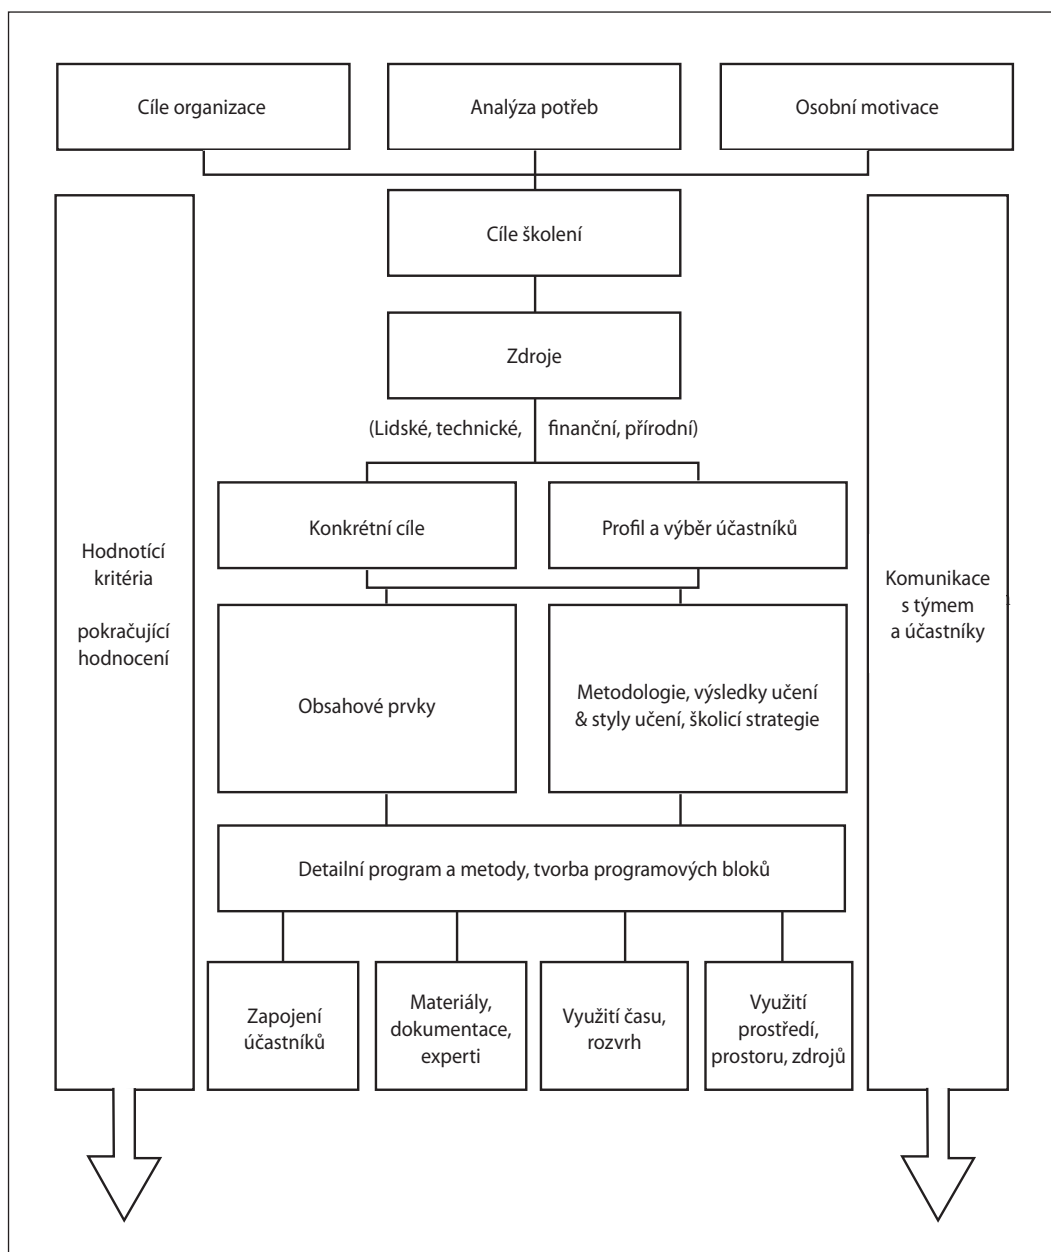 Cíle organizace
Analýza potřeb
Osobní motivace
Cíle školení
Zdroje
(Lidské, technické, finanční, přírodní)
Konkrétní cíle
Profil a výběr účastníků
Hodnotící
kritéria
pokračující
hodnocení
Komunikace
s týmem
a účastníky
1
Obsahové prvky
Metodologie, výsledky učení
& styly učení, školicí strategie
Detailní program a metody, tvorba programových bloků
Zapojení
účastníků
Materiály,
dokumentace,
experti
Využití času,
rozvrh
Využití
prostředí,
prostoru, zdrojů